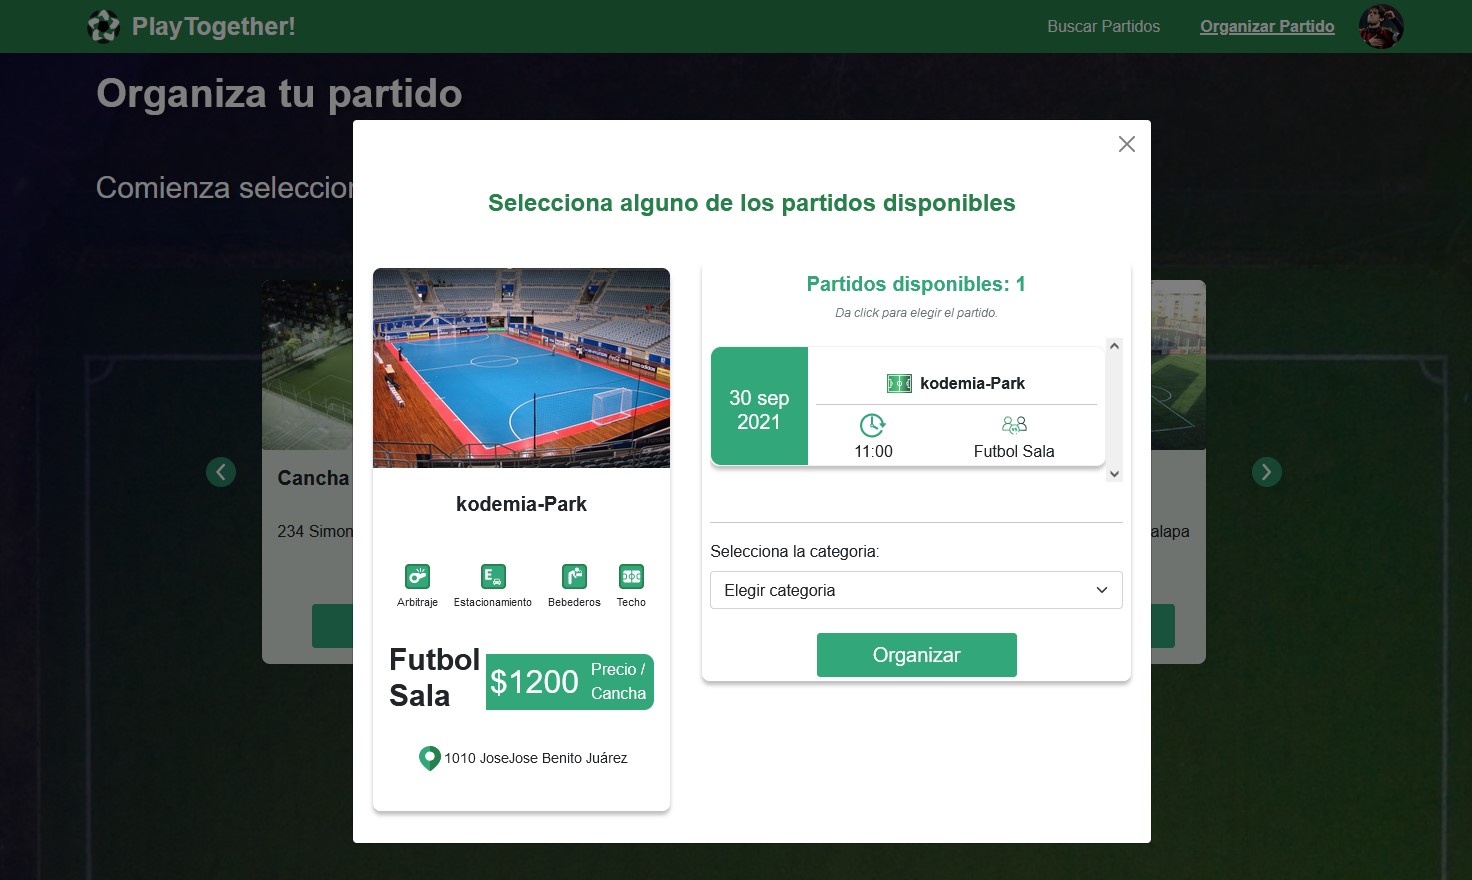 PlayTogether!
Buscar Partidos
Organizar Partido
Organiza tu partido
Comienza
Selecciona alguno de los partidos disponibles
kodemia-Park
Arbitraje
Estacionamiento
Bebederos
Techo
Futbol
Sala
$1200
Precio /
Cancha
1010 JoseJose Benito Juárez
Partidos disponibles: 1
Da click para elegir el partido.
30 sep
2021
kodemia-Park
11:00
Futbol Sala
Selecciona la categoria:
Elegir categoria
Organizar
Cancha
234 Simon